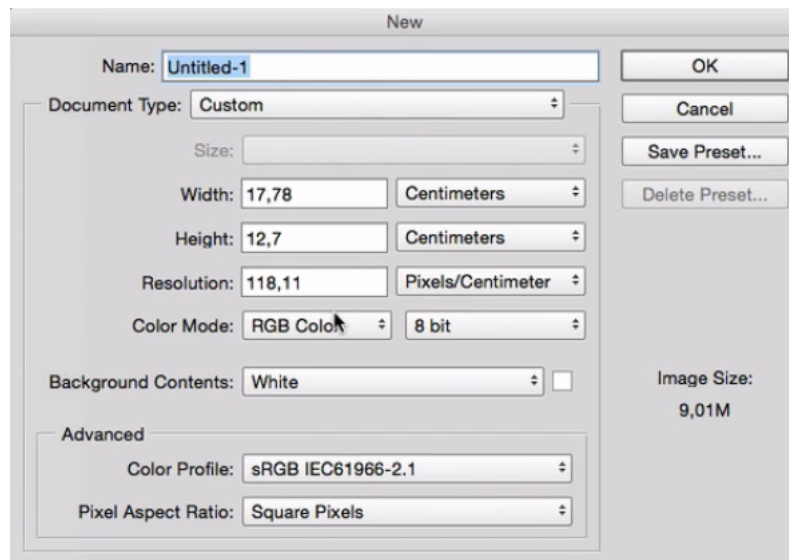 New
Name: Untitled-1
OK
Document Type: Custom
Cancel
Size:
Save Preset...
Width: 17,78 Centimeters
Delete Preset...
Height: 12,7 Centimeters
Resolution: 118,11 Pixels/Centimeter
Color Mode: RGB Color 8 bit
Background Contents: White
Image Size:
9,01M
Advanced
Color Profile: sRGB IEC61966-2.1
Pixel Aspect Ratio: Square Pixels